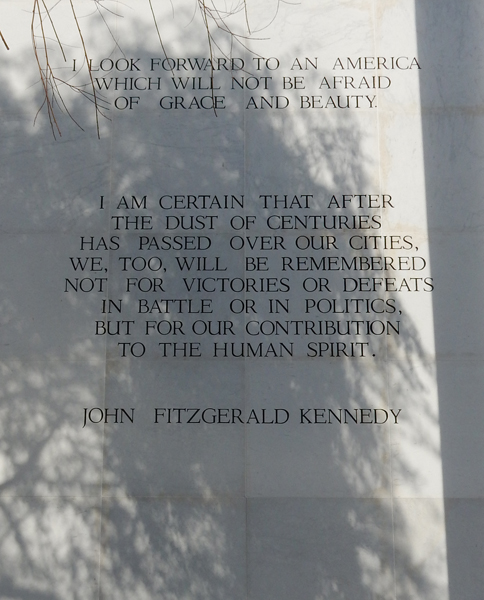 I LOOK FORWARD TO AN AMERICA
WHICH WILL NOT BE AFRAID
OF GRACE AND BEAUTY.
I AM CERTAIN THAT AFTER
THE DUST OF CENTURIES
HAS PASSED OVER OUR CITIES,
WE, TOO, WILL BE REMEMBERED
NOT FOR VICTORIES OR DEFEATS
IN BATTLE OR IN POLITICS,
BUT FOR OUR CONTRIBUTION
TO THE HUMAN SPIRIT.
JOHN FITZGERALD KENNEDY